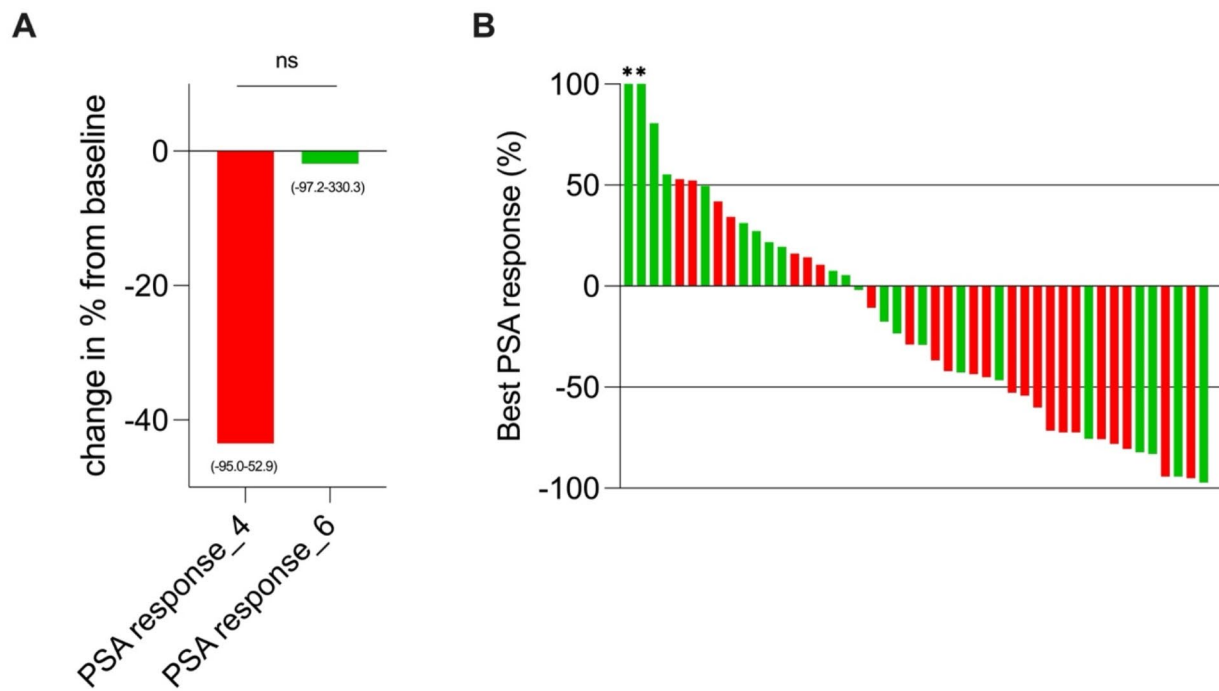 A
ns
change in % from baseline
0
-20
-40
(-97.2-330.3)
(-95.0-52.9)
PSA response_4
PSA response_6
B
**
Best PSA response (%)
100
50
0
-50
-100